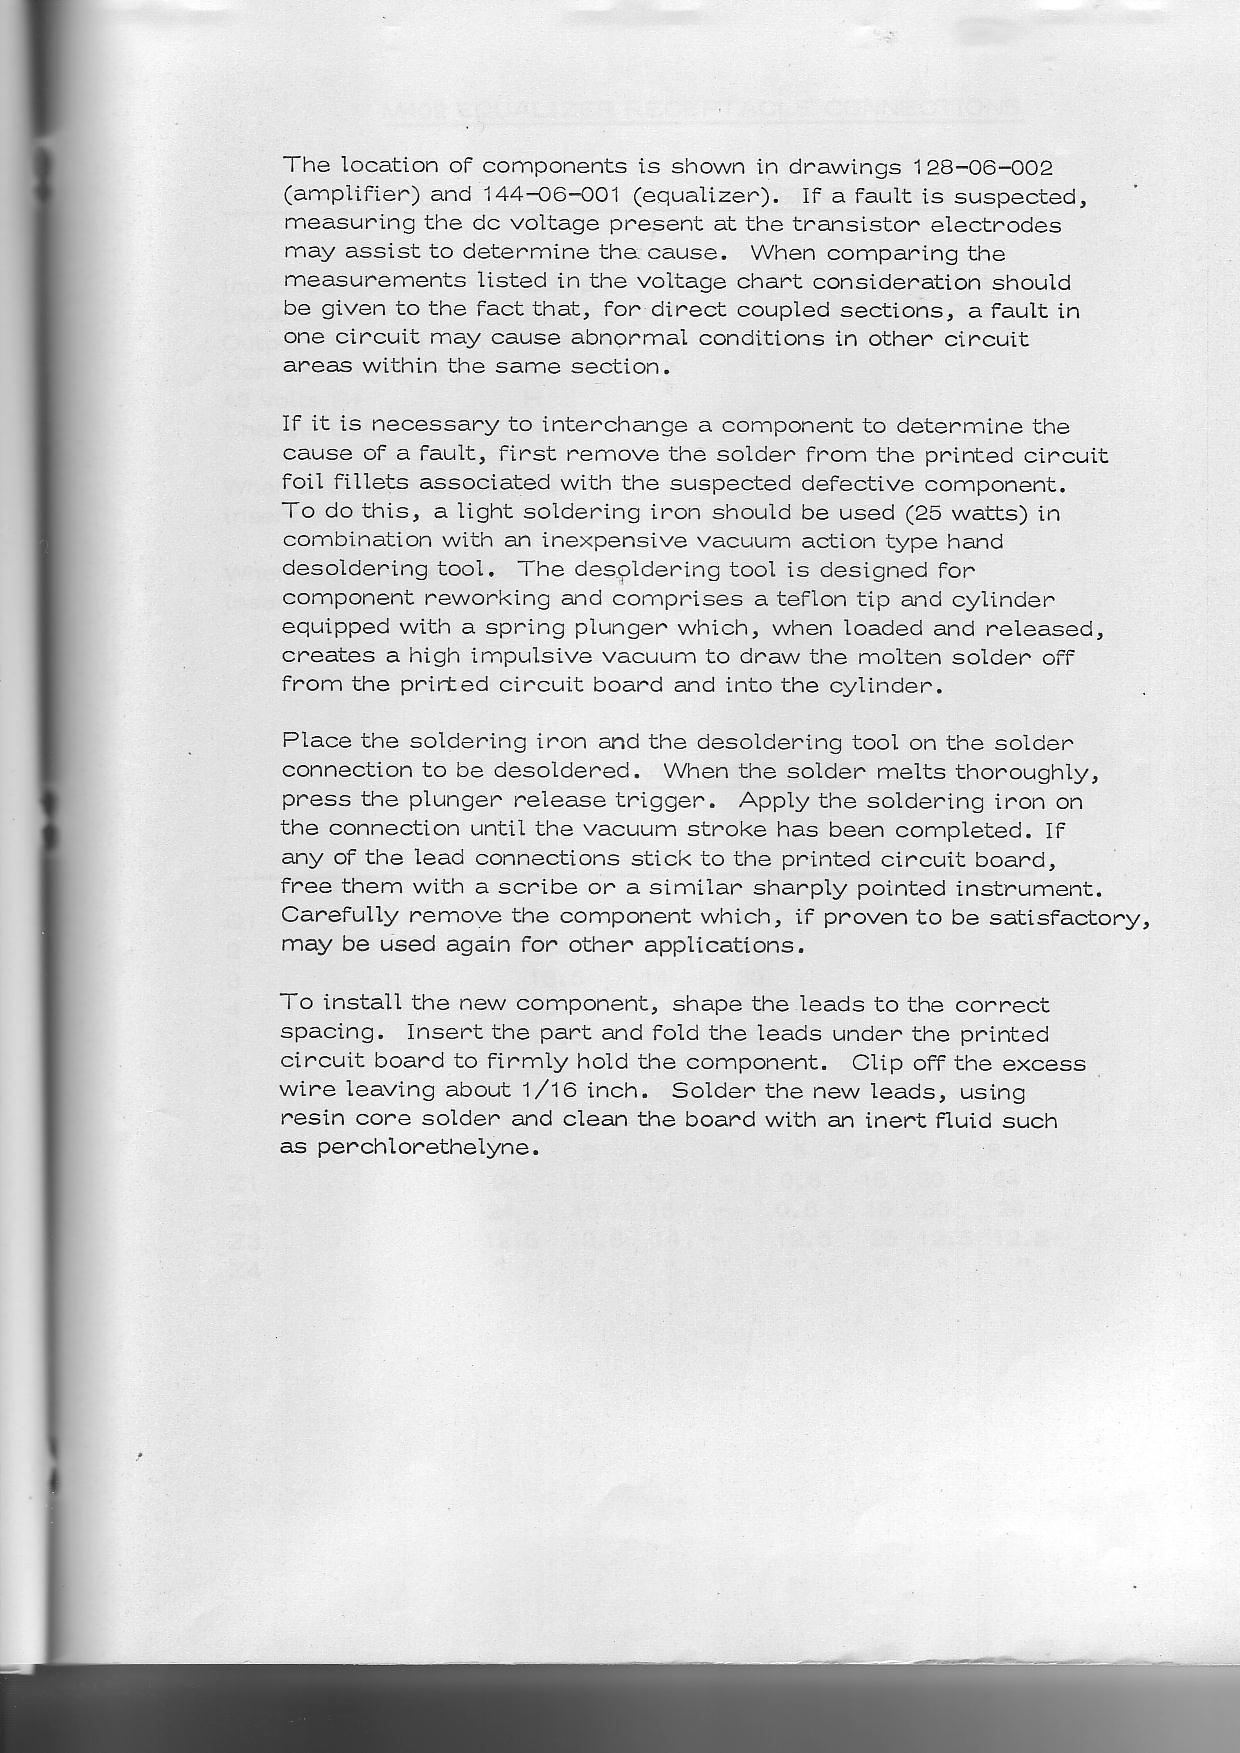 The location of components is shown in drawings 128-06-002
(amplifier) and 144-06-001 (equalizer). If a fault is suspected,
measuring the dc voltage present at the transistor electrodes
may assist to determine the cause. When comparing the
measurements listed in the voltage chart consideration should
be given to the fact that, for direct coupled sections, a fault in
one circuit may cause abnormal conditions in other circuit
areas within the same section.

If it is necessary to interchange a component to determine the
cause of a fault, first remove the solder from the printed circuit
foil fillets associated with the suspected defective component.
To do this, a light soldering iron should be used (25 watts) in
combination with an inexpensive vacuum action type hand
desoldering tool. The desoldering tool is designed for
component reworking and comprises a teflon tip and cylinder
equipped with a spring plunger which, when loaded and released,
creates a high impulsive vacuum to draw the molten solder off
from the printed circuit board and into the cylinder.

Place the soldering iron and the desoldering tool on the solder
connection to be desoldered. When the solder melts thoroughly,
press the plunger release trigger. Apply the soldering iron on
the connection until the vacuum stroke has been completed. If
any of the lead connections stick to the printed circuit board,
free them with a scribe or a similar sharply pointed instrument.
Carefully remove the component which, if proven to be satisfactory,
may be used again for other applications.

To install the new component, shape the leads to the correct
spacing. Insert the part and fold the leads under the printed
circuit board to firmly hold the component. Clip off the excess
wire leaving about 1/16 inch. Solder the new leads, using
resin core solder and clean the board with an inert fluid such
as perchlorethelyne.